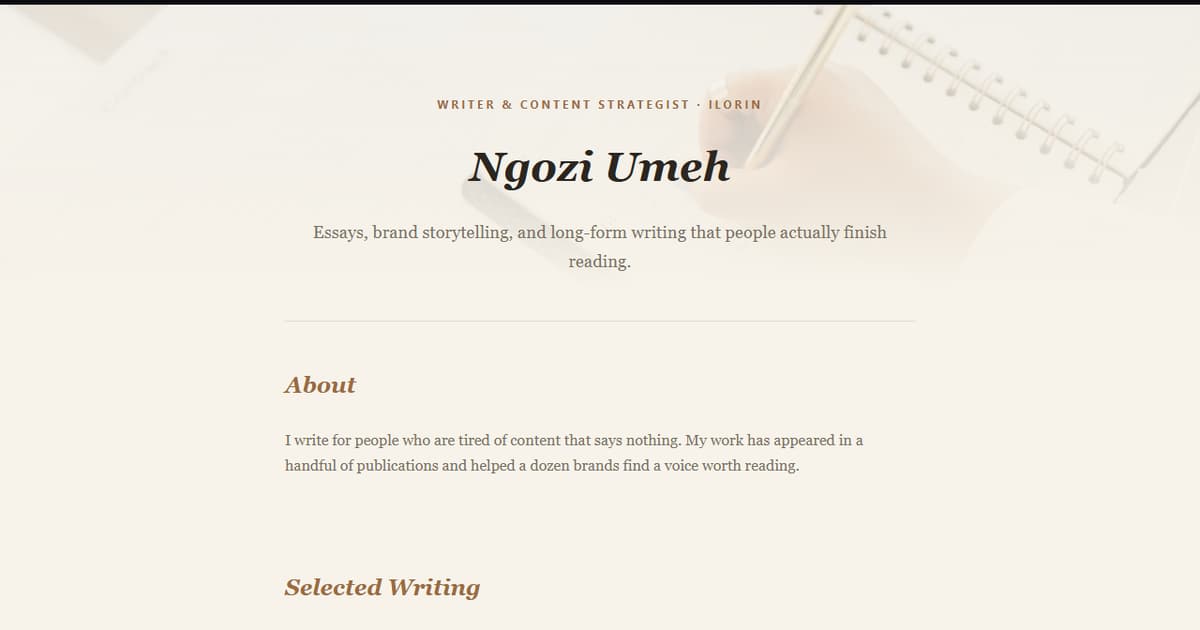 WRITER & CONTENT STRATEGIST · ILORIN
Ngozi Umeh
Essays, brand storytelling, and long-form writing that people actually finish
reading.
About
I write for people who are tired of content that says nothing. My work has appeared in a
handful of publications and helped a dozen brands find a voice worth reading.
Selected Writing